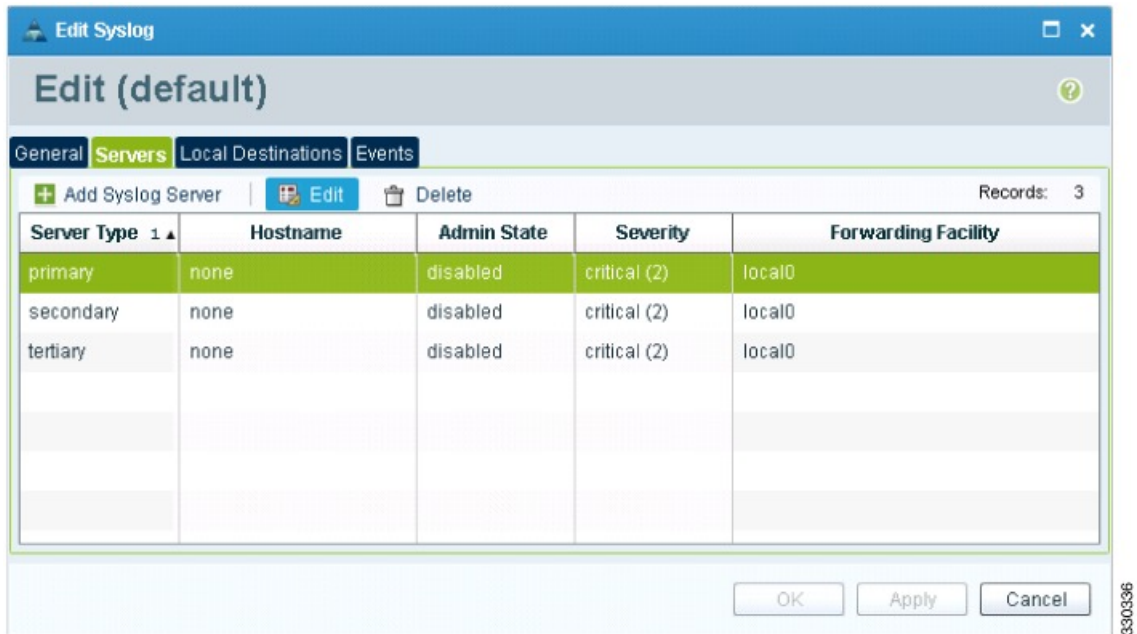 Edit Syslog
Edit (default)
?
General Servers Local Destinations Events
Add Syslog Server Edit Delete Records: 3
Server Type 1 Hostname Admin State Severity Forwarding Facility
primary none disabled critical (2) local0
secondary none disabled critical (2) local0
tertiary none disabled critical (2) local0
OK Apply Cancel
330336